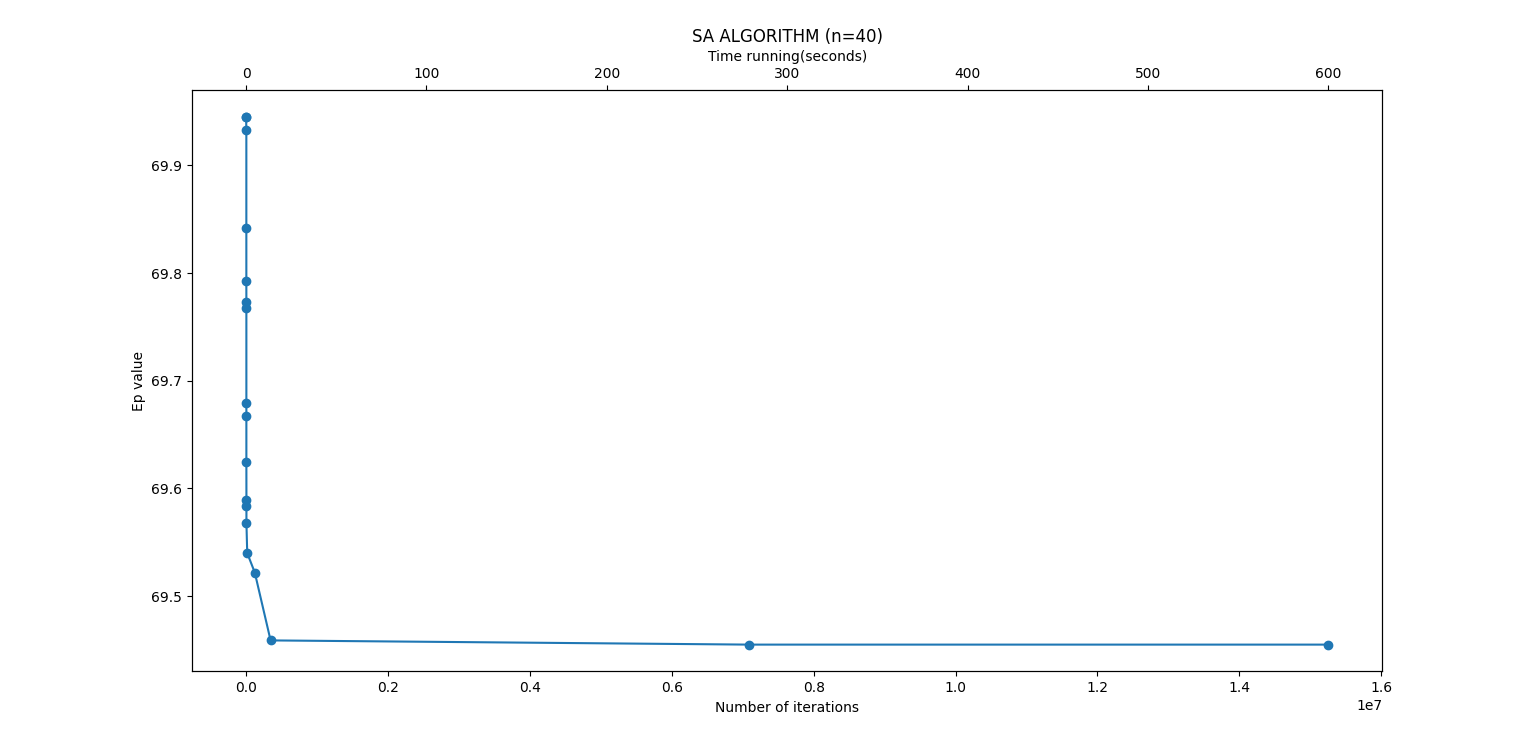 SA ALGORITHM (n=40)
Time running(seconds)
0 100 200 300 400 500 600
69.9
69.8
69.7
69.6
69.5
Ep value
0.0 0.2 0.4 0.6 0.8 1.0 1.2 1.4 1.6
1e7
Number of iterations